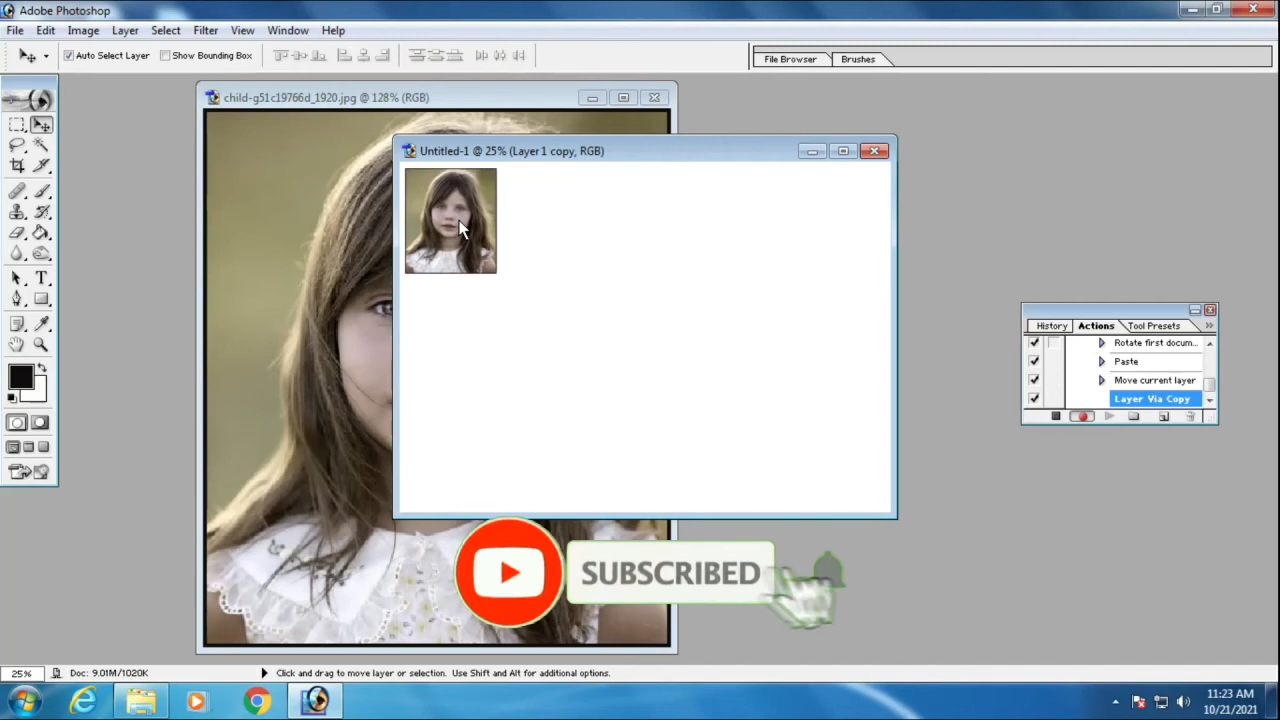 Adobe Photoshop
File Edit Image Layer Select Filter View Window Help
Auto Select Layer Show Bounding Box
File Browser Brushes
child-g51c19766d_1920.jpg @ 128% (RGB)
Untitled-1 @ 25% (Layer 1 copy, RGB)
History Actions Tool Presets
Rotate first docum...
Paste
Move current layer
Layer Via Copy
SUBSCRIBED
25% Doc: 9.01M/1020K Click and drag to move layer or selection. Use Shift and Alt for additional options.
11:23 AM
10/21/2021